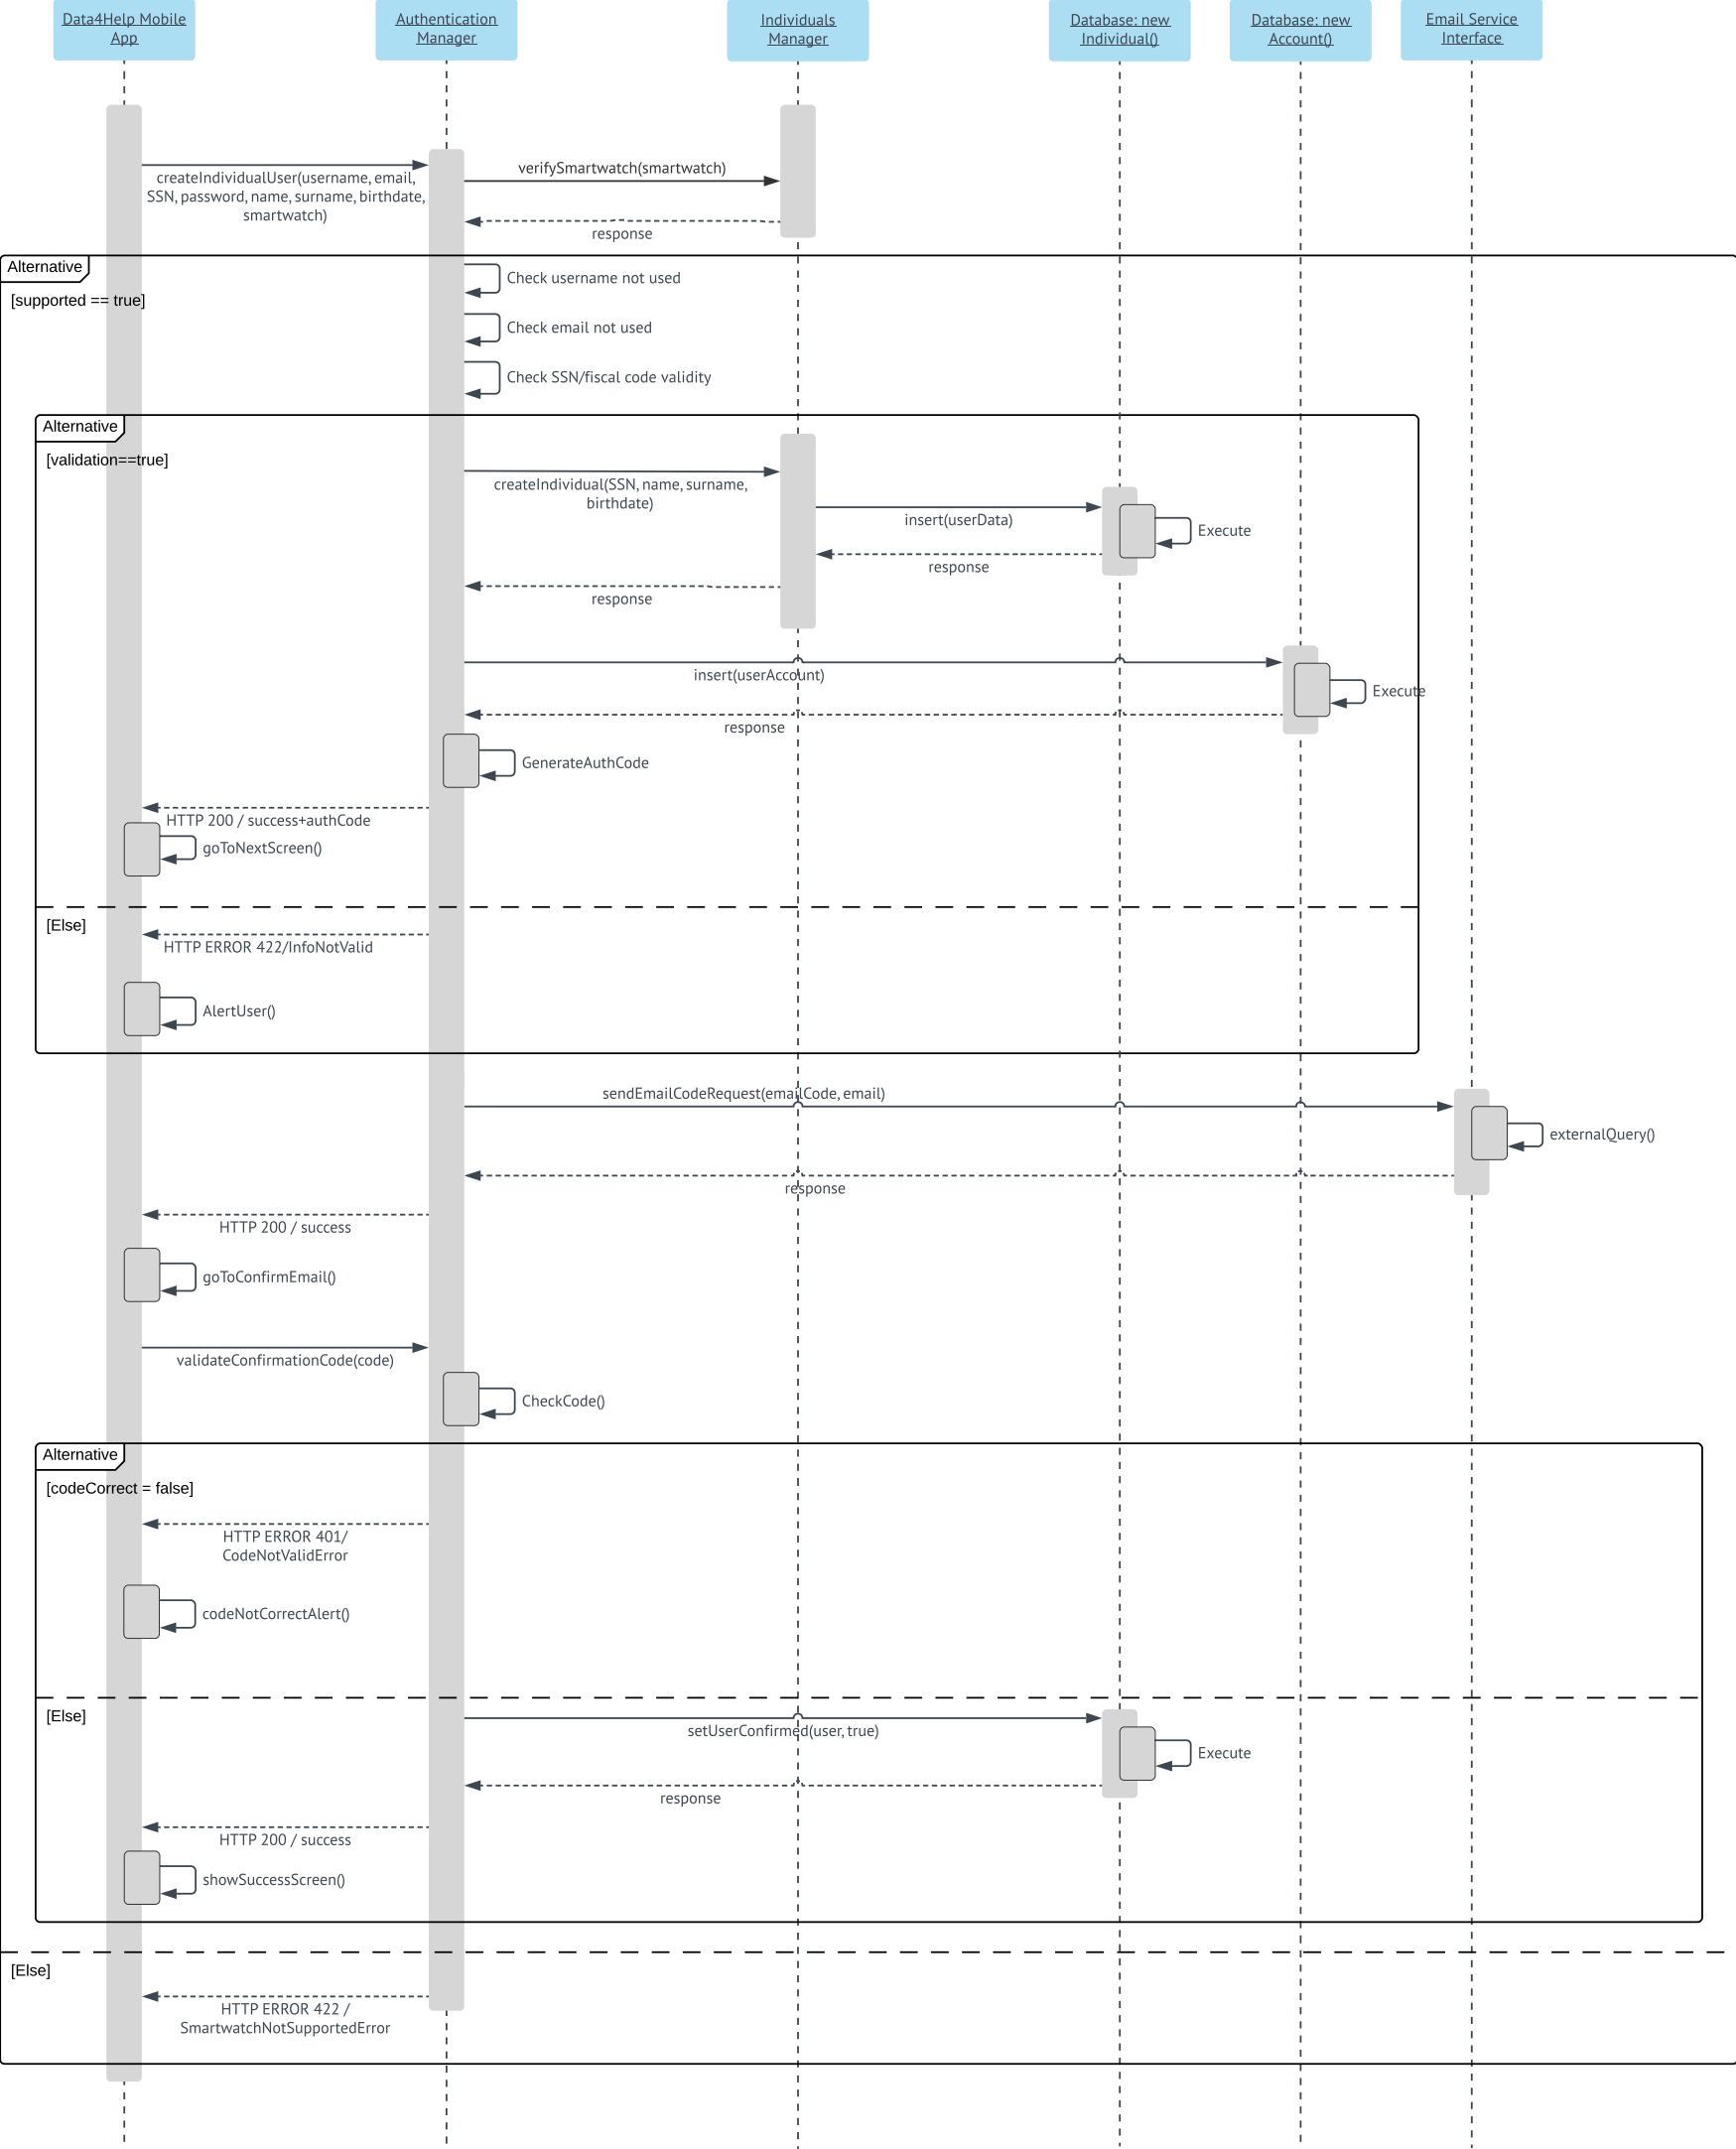 Data4Help Mobile
App
Authentication
Manager
Individuals
Manager
Database: new
Individual()
Database: new
Account()
Email Service
Interface
createIndividualUser(username, email,
SSN, password, name, surname, birthdate,
smartwatch)
verifySmartwatch(smartwatch)
response
Alternative
[supported == true]
Check username not used
Check email not used
Check SSN/fiscal code validity
Alternative
[validation==true]
createIndividual(SSN, name, surname,
birthdate)
insert(userData)
Execute
response
response
insert(userAccount)
Execute
response
GenerateAuthCode
HTTP 200 / success+authCode
goToNextScreen()
[Else]
HTTP ERROR 422/InfoNotValid
AlertUser()
sendEmailCodeRequest(emailCode, email)
externalQuery()
response
HTTP 200 / success
goToConfirmEmail()
validateConfirmationCode(code)
CheckCode()
Alternative
[codeCorrect = false]
HTTP ERROR 401/
CodeNotValidError
codeNotCorrectAlert()
[Else]
setUserConfirmed(user, true)
Execute
response
HTTP 200 / success
showSuccessScreen()
[Else]
HTTP ERROR 422 /
SmartwatchNotSupportedError